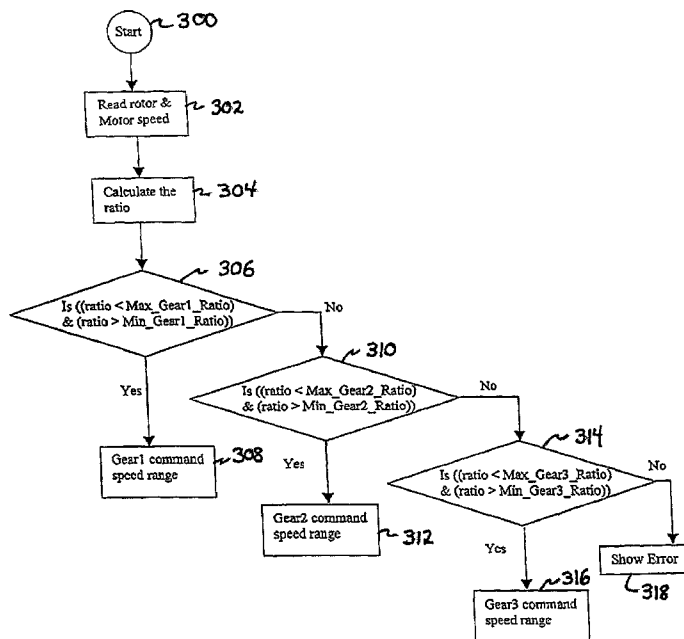 Start
300
Read rotor &
Motor speed
302
Calculate the
ratio
304
306
Is ((ratio < Max_Gear1_Ratio)
& (ratio > Min_Gear1_Ratio))
No
Yes
310
Is ((ratio < Max_Gear2_Ratio)
& (ratio > Min_Gear2_Ratio))
No
Yes
Gear1 command
speed range
308
314
Is ((ratio < Max_Gear3_Ratio)
& (ratio > Min_Gear3_Ratio))
No
Yes
Gear2 command
speed range
312
Show Error
318
316
Gear3 command
speed range